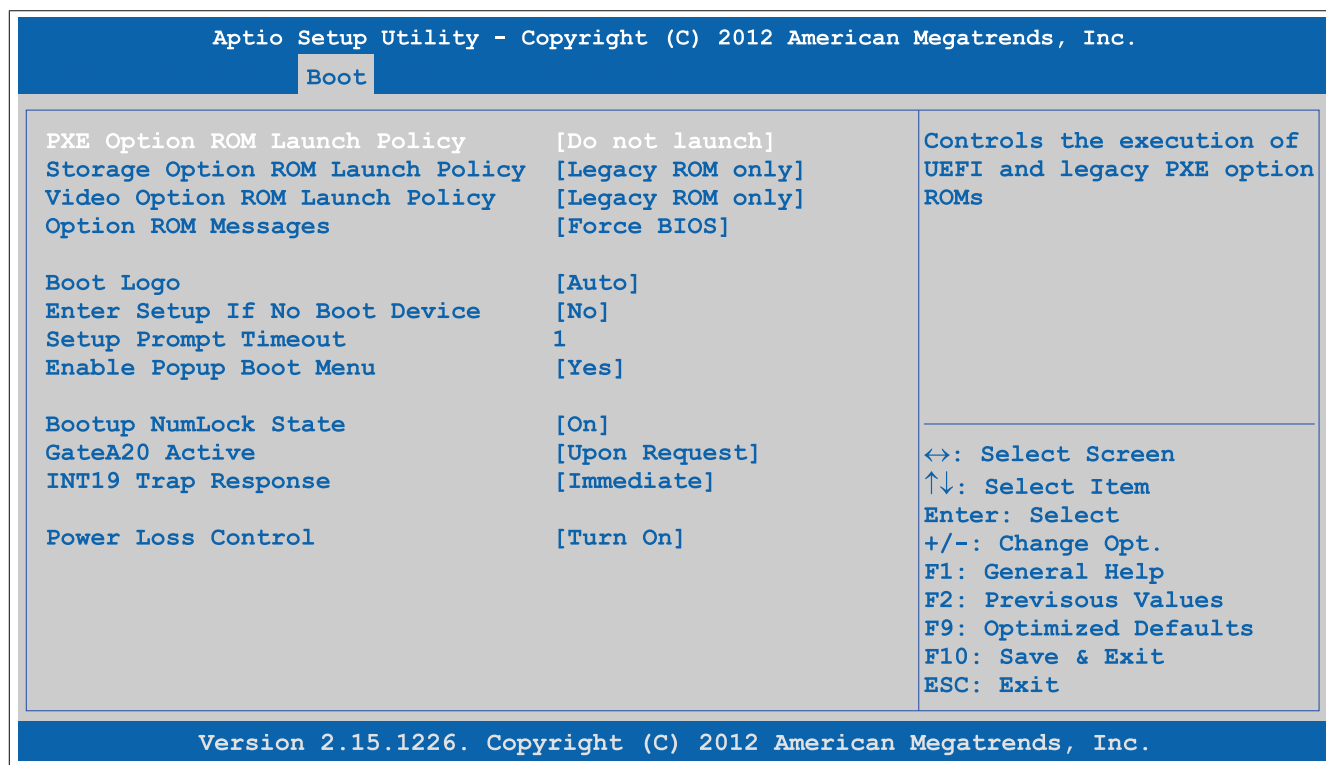 Aptio Setup Utility - Copyright (C) 2012 American Megatrends, Inc.
Boot
PXE Option ROM Launch Policy [Do not launch]
Storage Option ROM Launch Policy [Legacy ROM only]
Video Option ROM Launch Policy [Legacy ROM only]
Option ROM Messages [Force BIOS]
Boot Logo [Auto]
Enter Setup If No Boot Device [No]
Setup Prompt Timeout 1
Enable Popup Boot Menu [Yes]
Bootup NumLock State [On]
GateA20 Active [Upon Request]
INT19 Trap Response [Immediate]
Power Loss Control [Turn On]
Controls the execution of
UEFI and legacy PXE option
ROMs
↔: Select Screen
↑↓: Select Item
Enter: Select
+/-: Change Opt.
F1: General Help
F2: Previsous Values
F9: Optimized Defaults
F10: Save & Exit
ESC: Exit
Version 2.15.1226. Copyright (C) 2012 American Megatrends, Inc.